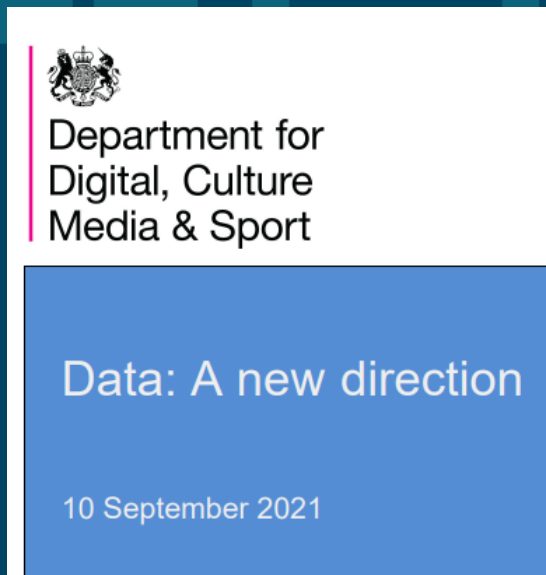 Department for
Digital, Culture
Media & Sport
Data: A new direction
10 September 2021